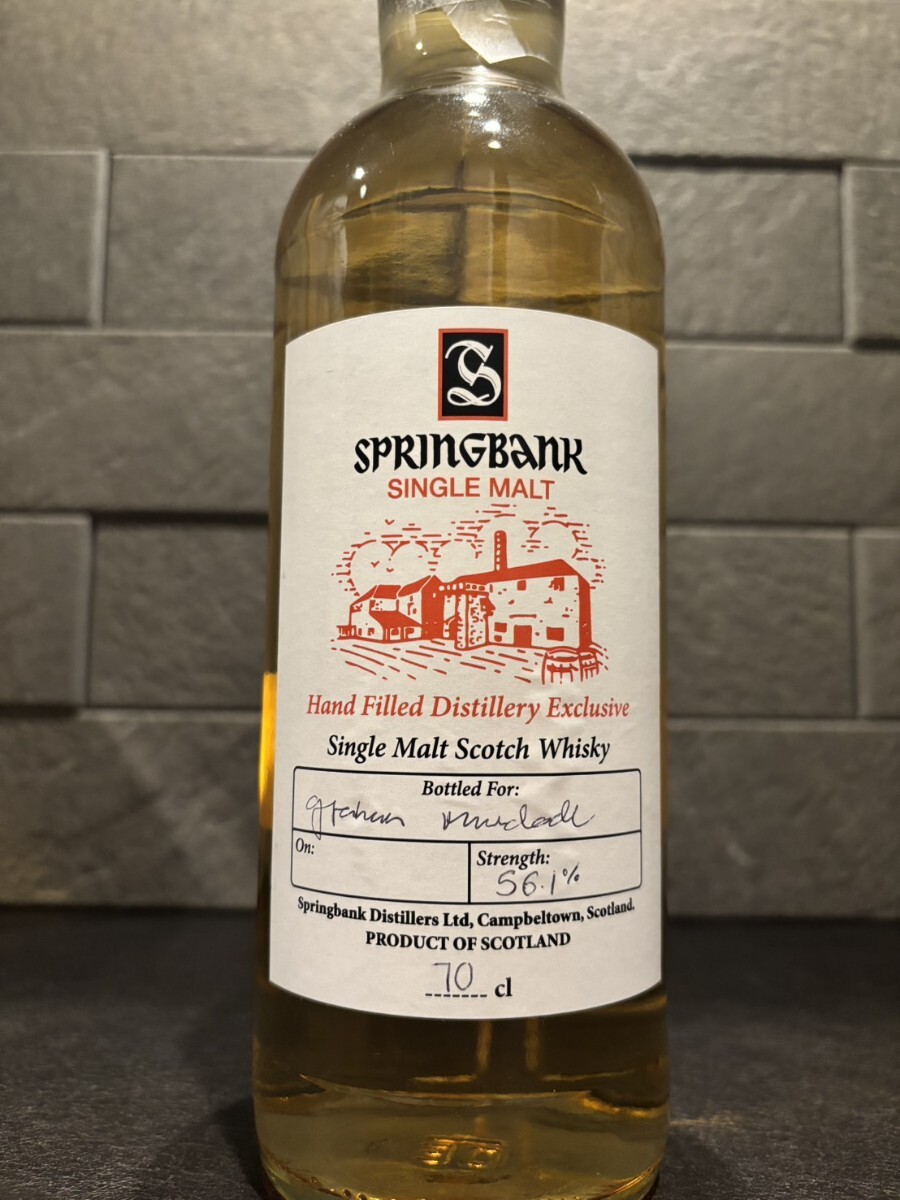 S
SPRINGBANK
SINGLE MALT
Hand Filled Distillery Exclusive
Single Malt Scotch Whisky
Bottled For:
On:
Strength:
56.1%
Springbank Distillers Ltd, Campbeltown, Scotland.
PRODUCT OF SCOTLAND
70 cl